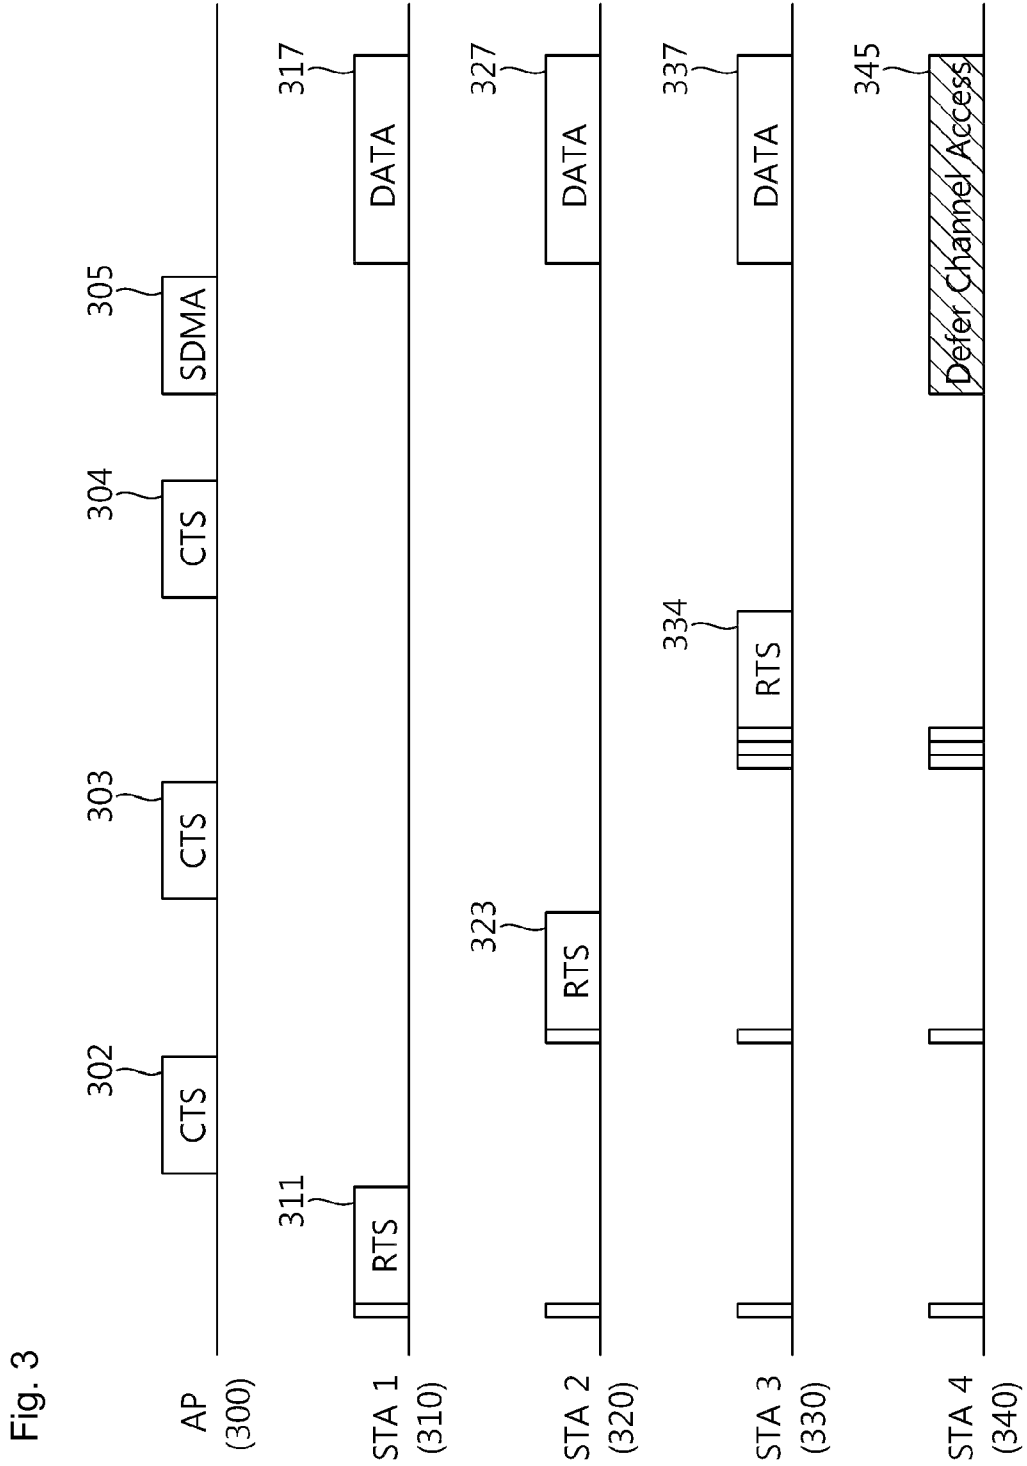 Fig. 3
AP
(300)
302
CTS
303
CTS
304
CTS
305
SDMA
STA 1
(310)
311
RTS
317
DATA
STA 2
(320)
323
RTS
327
DATA
STA 3
(330)
334
RTS
337
DATA
STA 4
(340)
345
Defer Channel Access